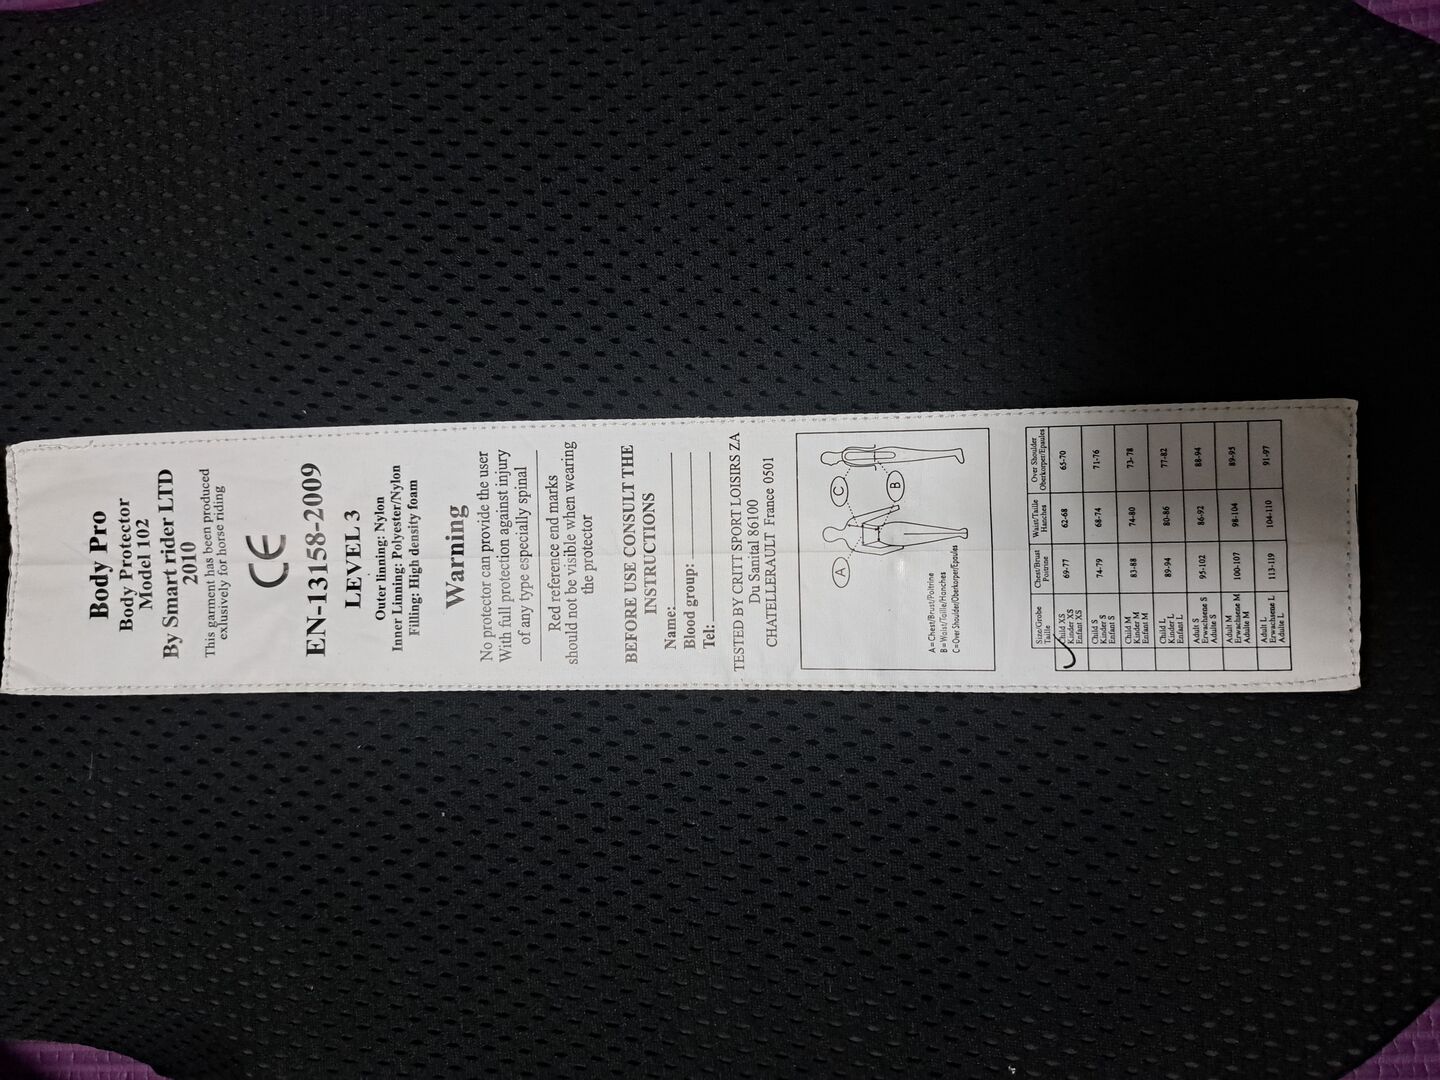 Body Pro
Body Protector
Model 102
By Smart rider LTD
2010
This garment has been produced
exclusively for horse riding
CE
EN-13158-2009
LEVEL 3
Outer linning: Nylon
Inner Linning: Polyester/Nylon
Filling: High density foam
Warning
No protector can provide the user
With full protection against injury
of any type especially spinal
Red reference end marks
should not be visible when wearing
the protector
BEFORE USE CONSULT THE
INSTRUCTIONS
Name:
Blood group:
Tel:
TESTED BY CRITT SPORT LOISIRS ZA
Du Sanital 86100
CHATELLERAULT France 0501
A
B
C
A=Chest/Brust/Poitrine
B=Waist/Taille/Hanches
C=Over Shoulder/Oberkorper/Epaules
Size/Grobe Taille Chest/Brust Poitrine Waist/Taille Hanches Over Shoulder Oberkorper/Epaules
Child XS Kinder XS Enfant XS 69-77 62-68 65-70
Child S Kinder S Enfant S 74-79 68-74 71-76
Child M Kinder M Enfant M 83-88 74-80 73-78
Child L Kinder L Enfant L 89-94 80-86 77-82
Adult S Erwachsene S Adulte S 95-102 86-92 88-94
Adult M Erwachsene M Adulte M 100-107 98-104 89-95
Adult L Erwachsene L Adulte L 113-119 104-110 91-97